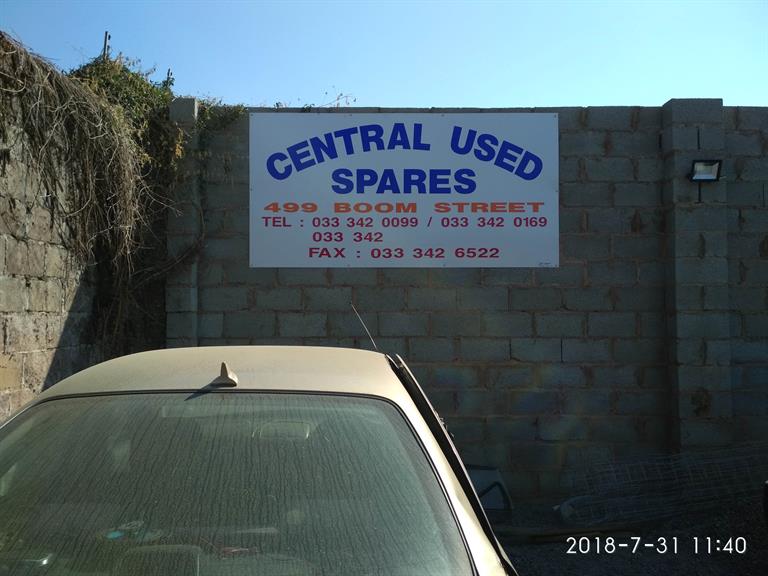 CENTRAL USED
SPARES
499 BOOM STREET
TEL : 033 342 0099 / 033 342 0169
033 342
FAX : 033 342 6522
2018-7-31 11:40